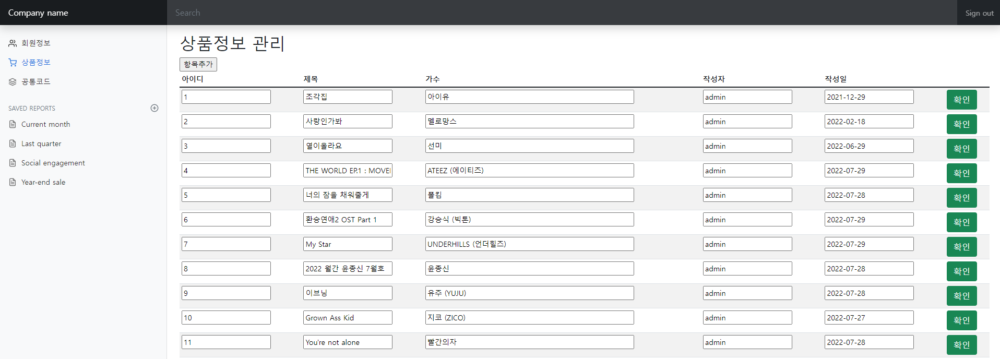 Company name Search Sign out
회원정보
상품정보
공통코드
SAVED REPORTS
Current month
Last quarter
Social engagement
Year-end sale
상품정보 관리
항목추가
아이디 제목 가수 작성자 작성일
1 조각집 아이유 admin 2021-12-29 확인
2 사랑인가봐 멜로망스 admin 2022-02-18 확인
3 열이올라요 선미 admin 2022-06-29 확인
4 THE WORLD EP.1 : MOVE ATEEZ (에이티즈) admin 2022-07-29 확인
5 너의 잠을 채워줄게 폴킴 admin 2022-07-28 확인
6 환승연애2 OST Part 1 강승식 (빅톤) admin 2022-07-29 확인
7 My Star UNDERHILLS (언더힐즈) admin 2022-07-29 확인
8 2022 월간 윤종신 7월호 윤종신 admin 2022-07-28 확인
9 이브닝 유주 (YUJU) admin 2022-07-28 확인
10 Grown Ass Kid 지코 (ZICO) admin 2022-07-27 확인
11 You're not alone 빨간의자 admin 2022-07-28 확인